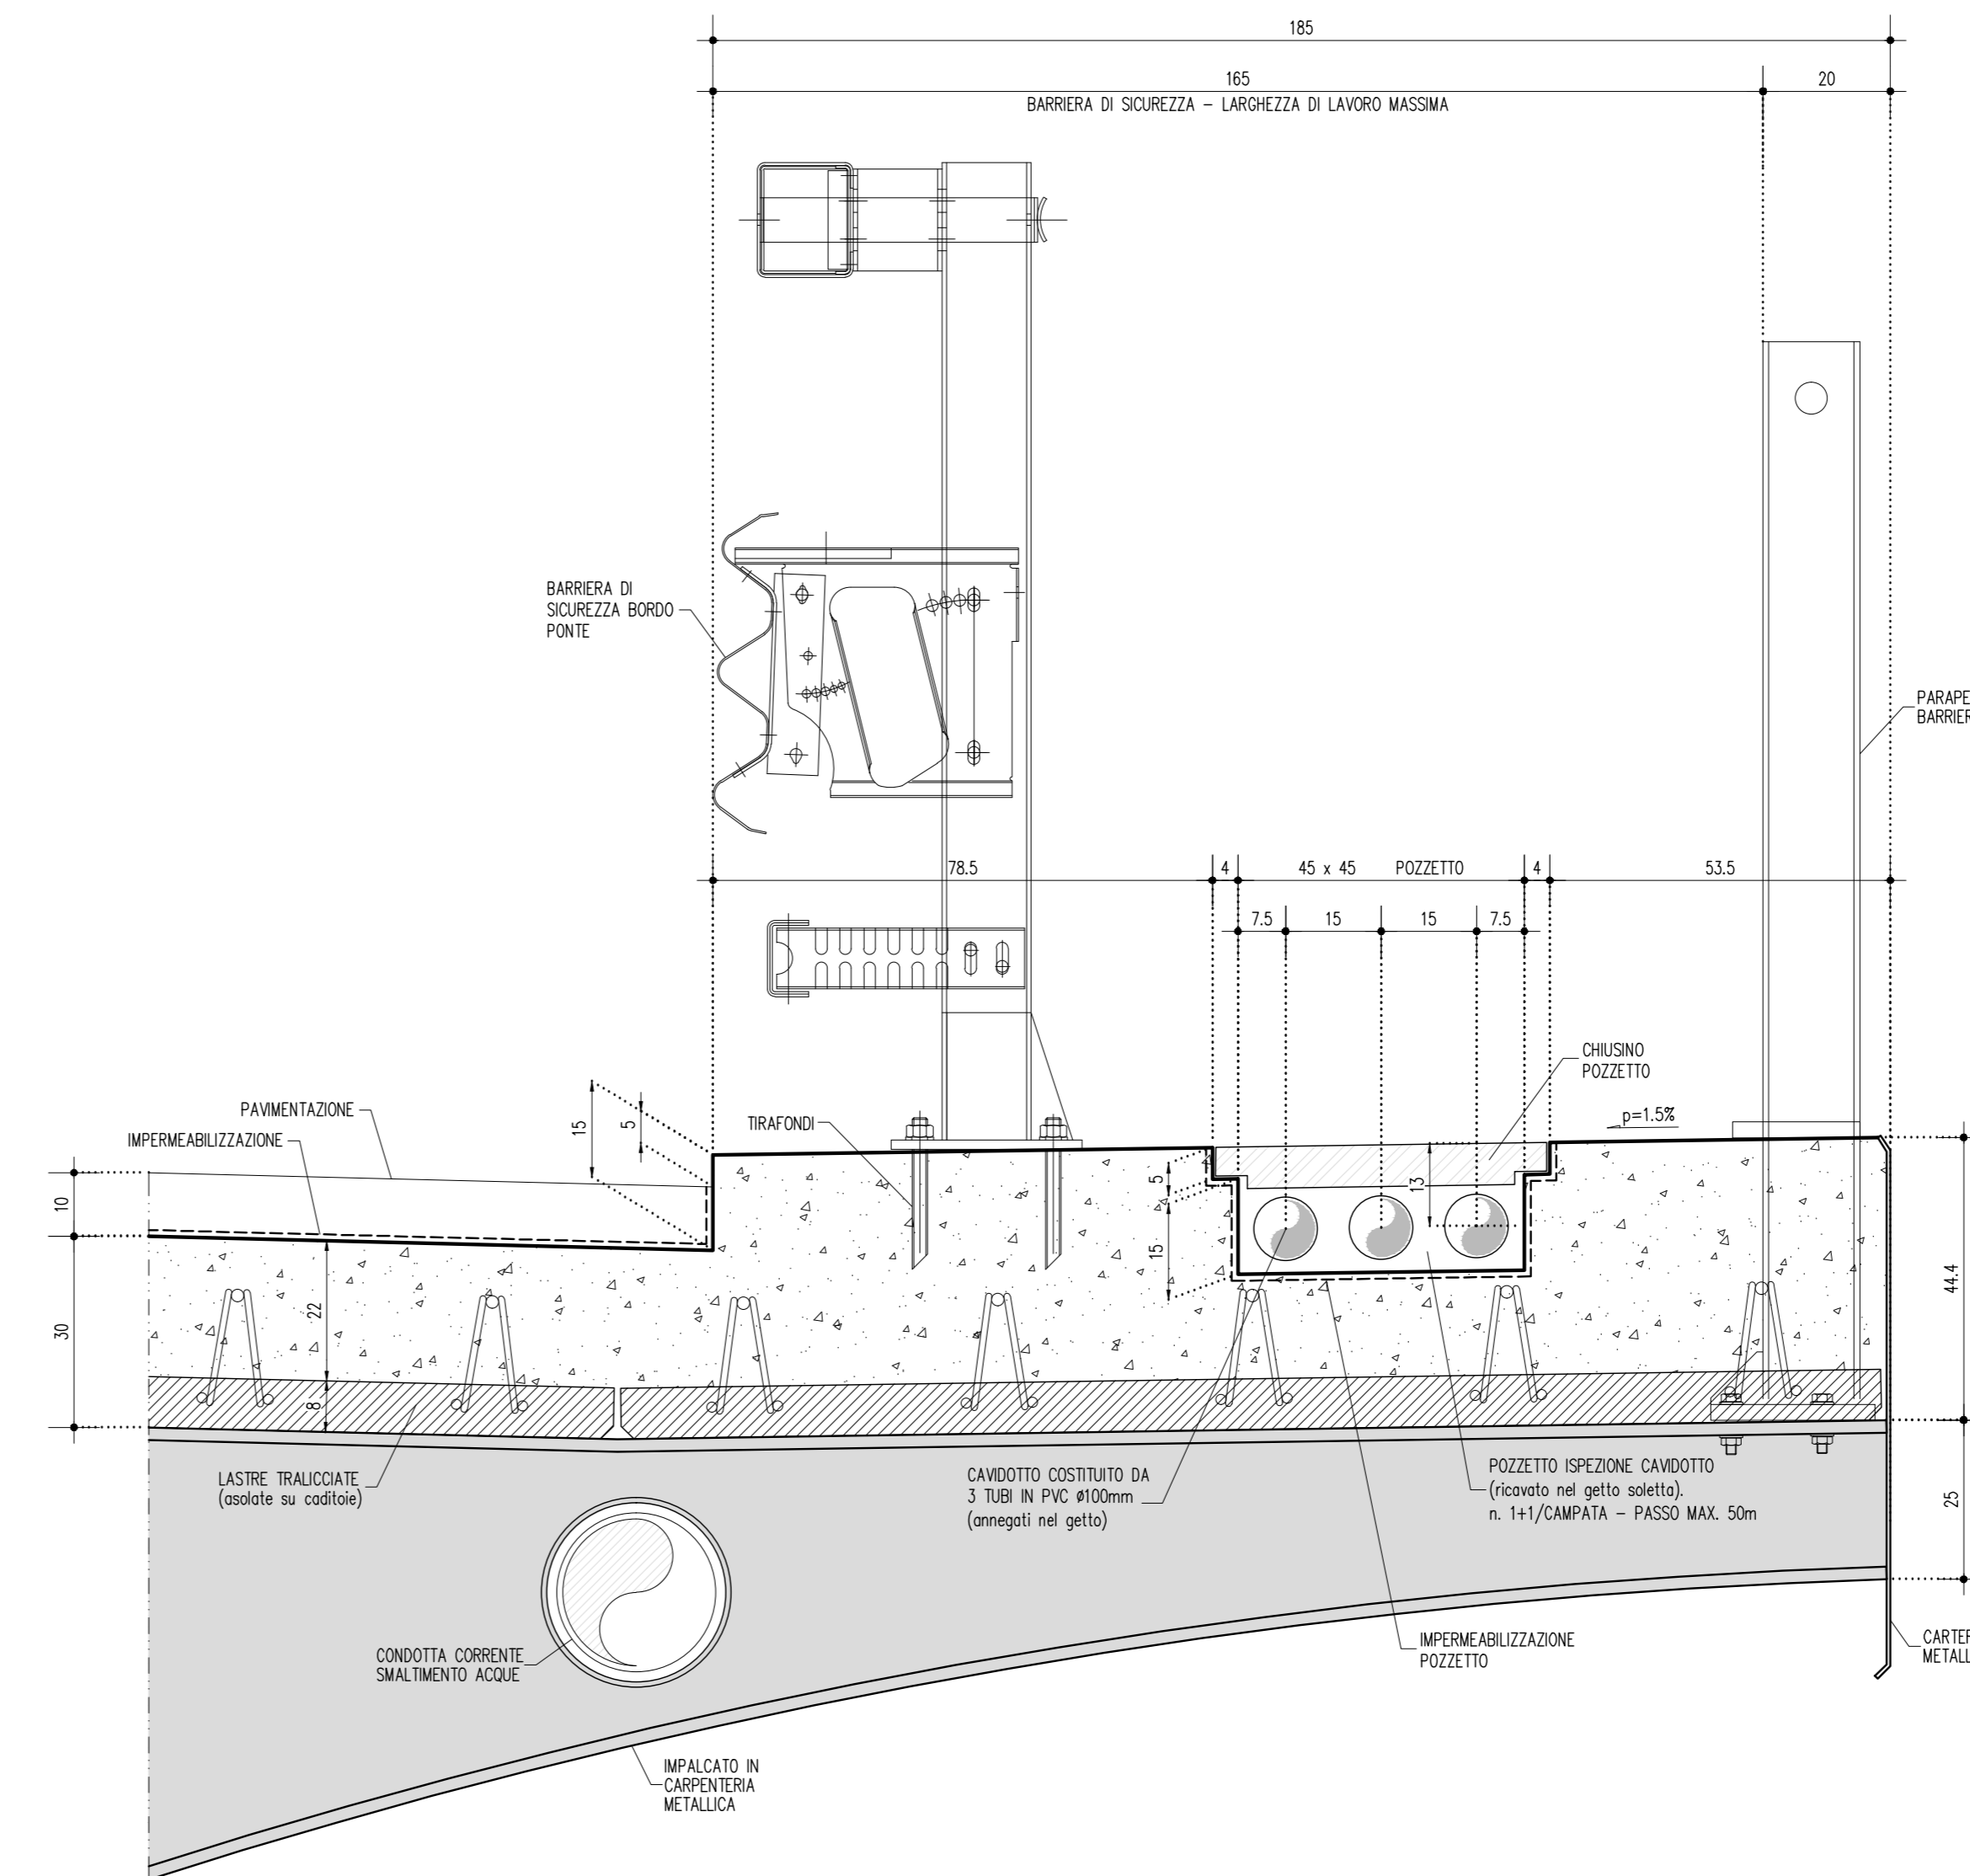 185
165
20
BARRIERA DI SICUREZZA – LARGHEZZA DI LAVORO MASSIMA
BARRIERA DI
SICUREZZA BORDO
PONTE
PARAPE
BARRIER
78.5
4
45 x 45 POZZETTO
4
53.5
7.5
15
15
7.5
CHIUSINO
POZZETTO
PAVIMENTAZIONE
IMPERMEABILIZZAZIONE
15
5
TIRAFONDI
p=1.5%
10
30
22
8
5
15
13
44.4
25
LASTRE TRALICCIATE
(asolate su caditoie)
CAVIDOTTO COSTITUITO DA
3 TUBI IN PVC Ø100mm
(annegati nel getto)
POZZETTO ISPEZIONE CAVIDOTTO
(ricavato nel getto soletta).
n. 1+1/CAMPATA – PASSO MAX. 50m
CONDOTTA CORRENTE
SMALTIMENTO ACQUE
IMPERMEABILIZZAZIONE
POZZETTO
CARTER
METALL
IMPALCATO IN
CARPENTERIA
METALLICA